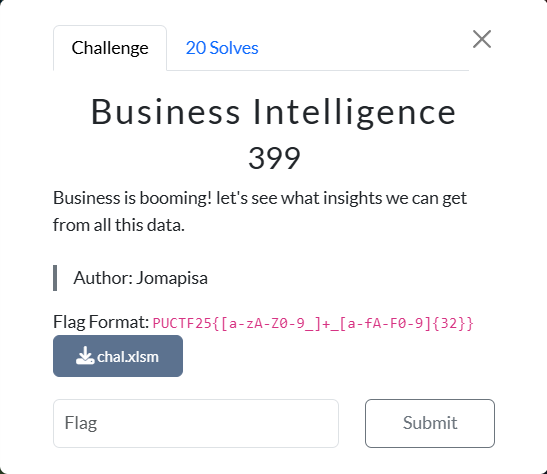 Challenge
20 Solves
Business Intelligence
399
Business is booming! let's see what insights we can get
from all this data.
Author: Jomapisa
Flag Format: PUCTF25{[a-zA-Z0-9_]+_[a-fA-F0-9]{32}}
chal.xlsm
Flag
Submit